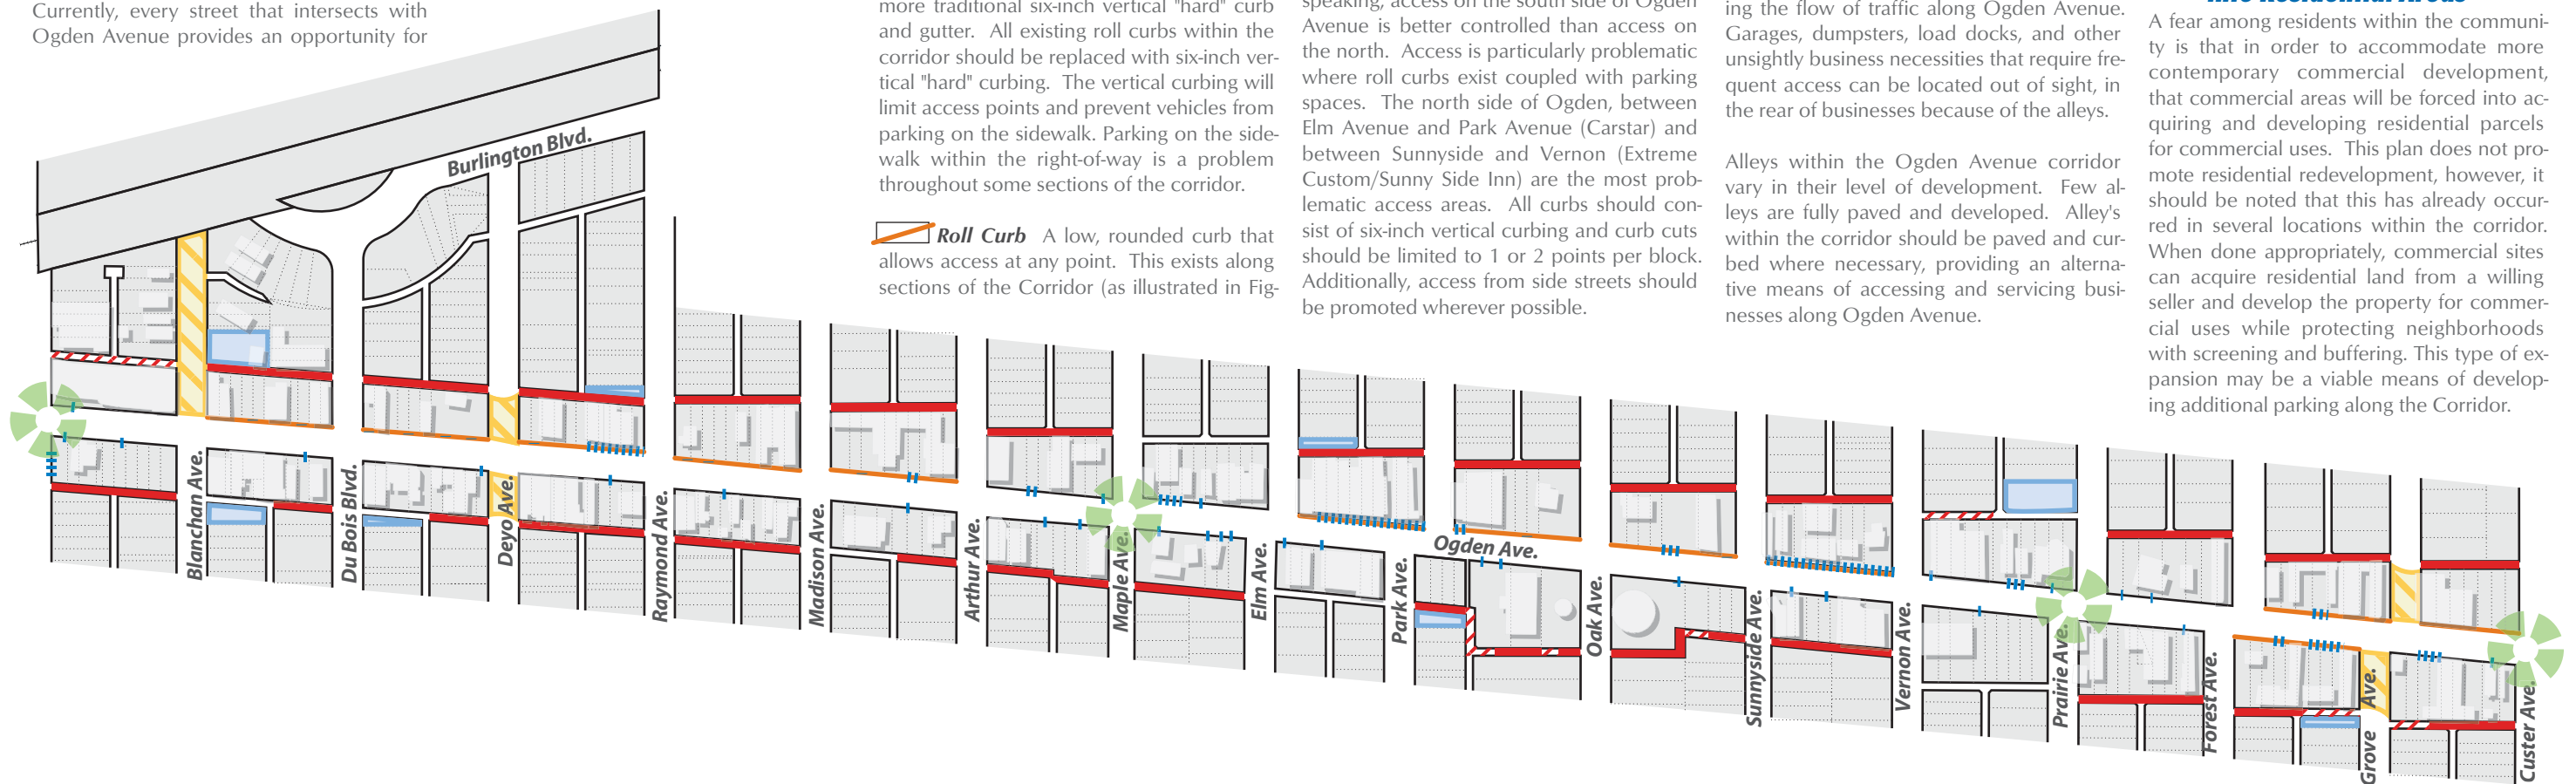 Currently, every street that intersects with
Ogden Avenue provides an opportunity for
more traditional six-inch vertical "hard" curb
and gutter. All existing roll curbs within the
corridor should be replaced with six-inch ver-
tical "hard" curbing. The vertical curbing will
limit access points and prevent vehicles from
parking on the sidewalk. Parking on the side-
walk within the right-of-way is a problem
throughout some sections of the corridor.
Roll Curb A low, rounded curb that
allows access at any point. This exists along
sections of the Corridor (as illustrated in Fig-
speaking, access on the south side of Ogden
Avenue is better controlled than access on
the north. Access is particularly problematic
where roll curbs exist coupled with parking
spaces. The north side of Ogden, between
Elm Avenue and Park Avenue (Carstar) and
between Sunnyside and Vernon (Extreme
Custom/Sunny Side Inn) are the most prob-
lematic access areas. All curbs should con-
sist of six-inch vertical curbing and curb cuts
should be limited to 1 or 2 points per block.
Additionally, access from side streets should
be promoted wherever possible.
ing the flow of traffic along Ogden Avenue.
Garages, dumpsters, load docks, and other
unsightly business necessities that require fre-
quent access can be located out of sight, in
the rear of businesses because of the alleys.
Alleys within the Ogden Avenue corridor
vary in their level of development. Few al-
leys are fully paved and developed. Alley's
within the corridor should be paved and cur-
bed where necessary, providing an alterna-
tive means of accessing and servicing busi-
nesses along Ogden Avenue.
into Residential Areas
A fear among residents within the communi-
ty is that in order to accommodate more
contemporary commercial development,
that commercial areas will be forced into ac-
quiring and developing residential parcels
for commercial uses. This plan does not pro-
mote residential redevelopment, however, it
should be noted that this has already occur-
red in several locations within the corridor.
When done appropriately, commercial sites
can acquire residential land from a willing
seller and develop the property for commer-
cial uses while protecting neighborhoods
with screening and buffering. This type of ex-
pansion may be a viable means of develop-
ing additional parking along the Corridor.
Burlington Blvd.
Blanchan Ave.
Du Bois Blvd.
Deyo Ave.
Raymond Ave.
Madison Ave.
Arthur Ave.
Maple Ave.
Elm Ave.
Park Ave.
Ogden Ave.
Oak Ave.
Sunnyside Ave.
Vernon Ave.
Prairie Ave.
Forest Ave.
Grove Ave.
Custer Ave.